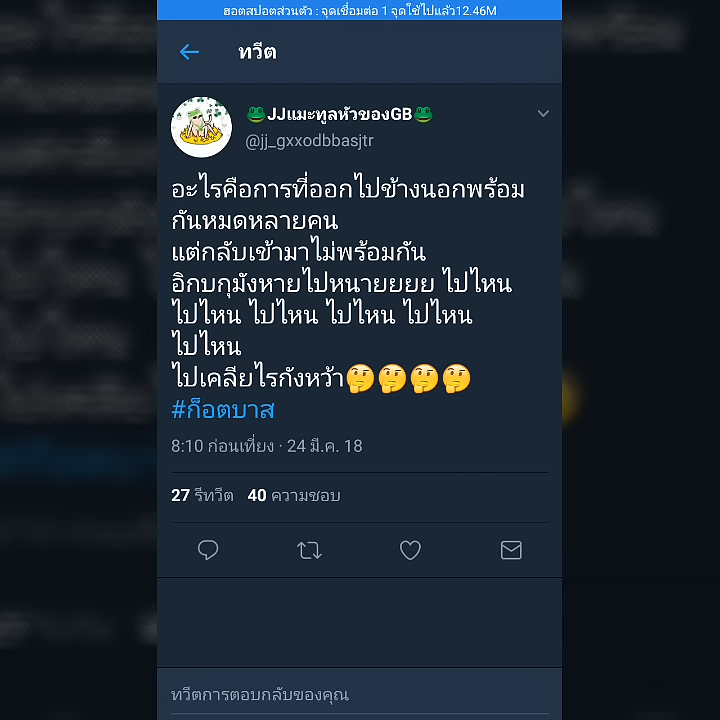 ฮอตสปอตส่วนตัว : จุดเชื่อมต่อ 1 จุดใช้ไปแล้ว12.46M
ทวีต
🐸JJแมะทูลหัวของGB🐸
@jj_gxxodbbasjtr
อะไรคือการที่ออกไปข้างนอกพร้อม
กันหมดหลายคน
แต่กลับเข้ามาไม่พร้อมกัน
อิกบกุมังหายไปหนายยยย ไปไหน
ไปไหน ไปไหน ไปไหน ไปไหน
ไปไหน
ไปเคลียไรกังหว้า🤔🤔🤔🤔
#ก็อตบาส
8:10 ก่อนเที่ยง · 24 มี.ค. 18
27 รีทวีต 40 ความชอบ
ทวีตการตอบกลับของคุณ